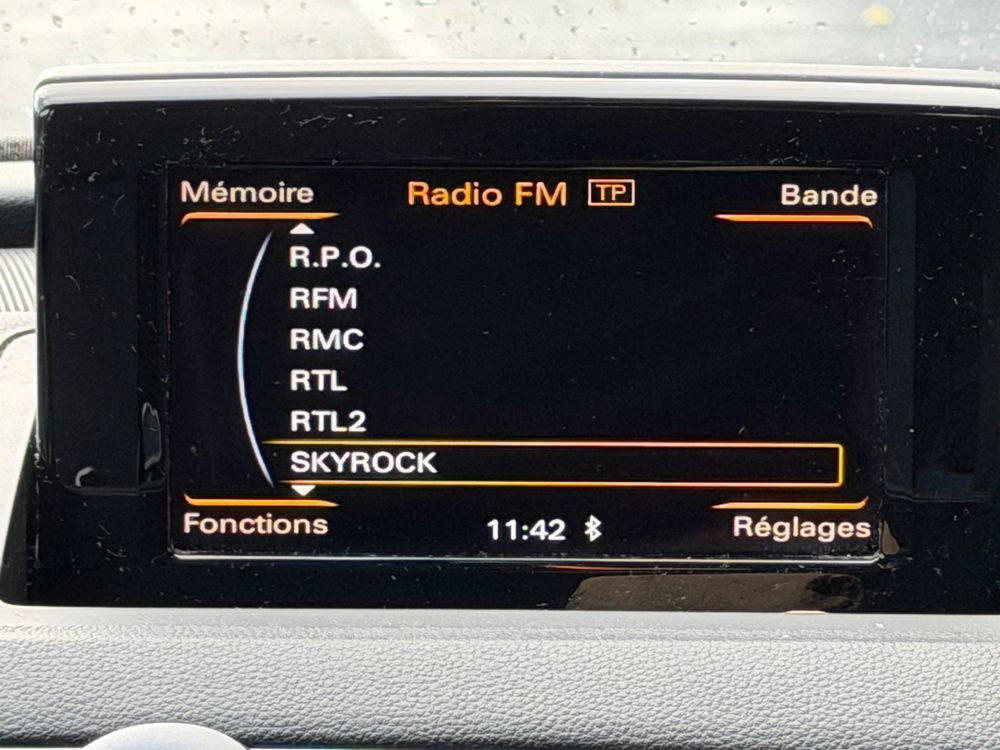 Mémoire Radio FM TP Bande
R.P.O.
RFM
RMC
RTL
RTL2
SKYROCK
Fonctions 11:42 Réglages